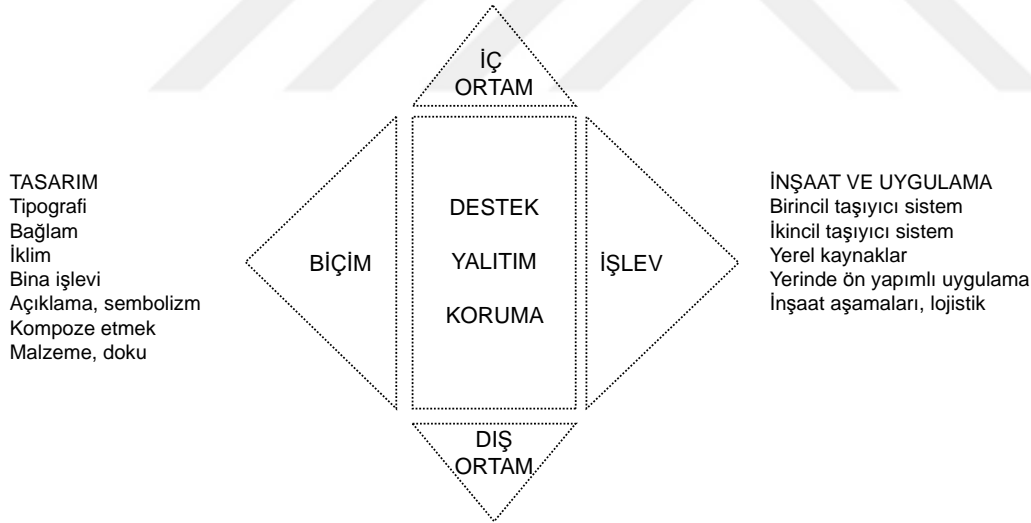 İÇ
ORTAM
TASARIM
Tipografi
Bağlam
İklim
Bina işlevi
Açıklama, sembolizm
Kompoze etmek
Malzeme, doku
BİÇİM
DESTEK
YALITIM
KORUMA
İŞLEV
İNŞAAT VE UYGULAMA
Birincil taşıyıcı sistem
İkincil taşıyıcı sistem
Yerel kaynaklar
Yerinde ön yapımlı uygulama
İnşaat aşamaları, lojistik
DIŞ
ORTAM